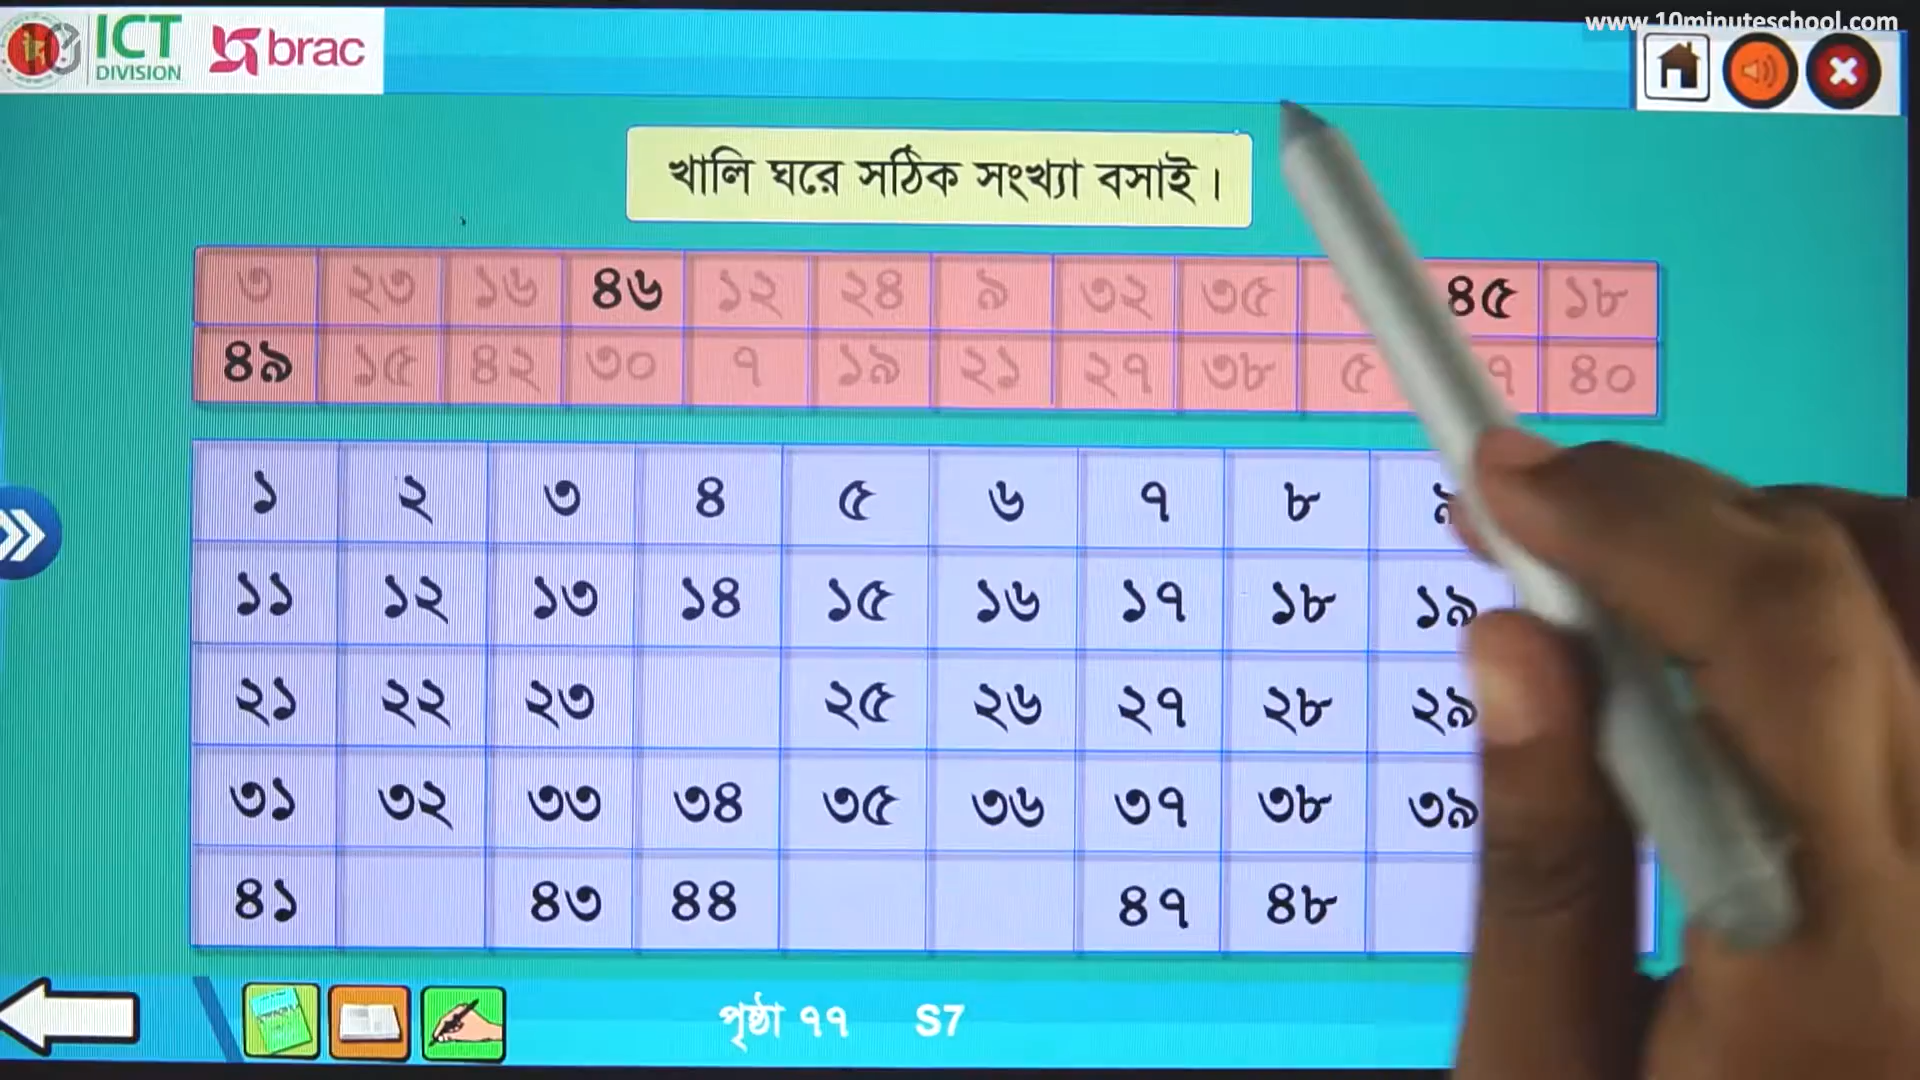 www.10minuteschool.com
ICT
DIVISION
brac
খালি ঘরে সঠিক সংখ্যা বসাই।
৩ ২৩ ১৬ ৪৬ ১২ ২৪ ৯ ৩২ ৩৫ ৪৫ ১৮
৪৯ ১৫ ৪২ ৩০ ৭ ১৯ ২১ ২৭ ৩৮ ৫ ৪০
১ ২ ৩ ৪ ৫ ৬ ৭ ৮ ৯
১১ ১২ ১৩ ১৪ ১৫ ১৬ ১৭ ১৮ ১৯
২১ ২২ ২৩ ২৫ ২৬ ২৭ ২৮ ২৯
৩১ ৩২ ৩৩ ৩৪ ৩৫ ৩৬ ৩৭ ৩৮ ৩৯
৪১ ৪৩ ৪৪ ৪৭ ৪৮
পৃষ্ঠা ৭৭ S7